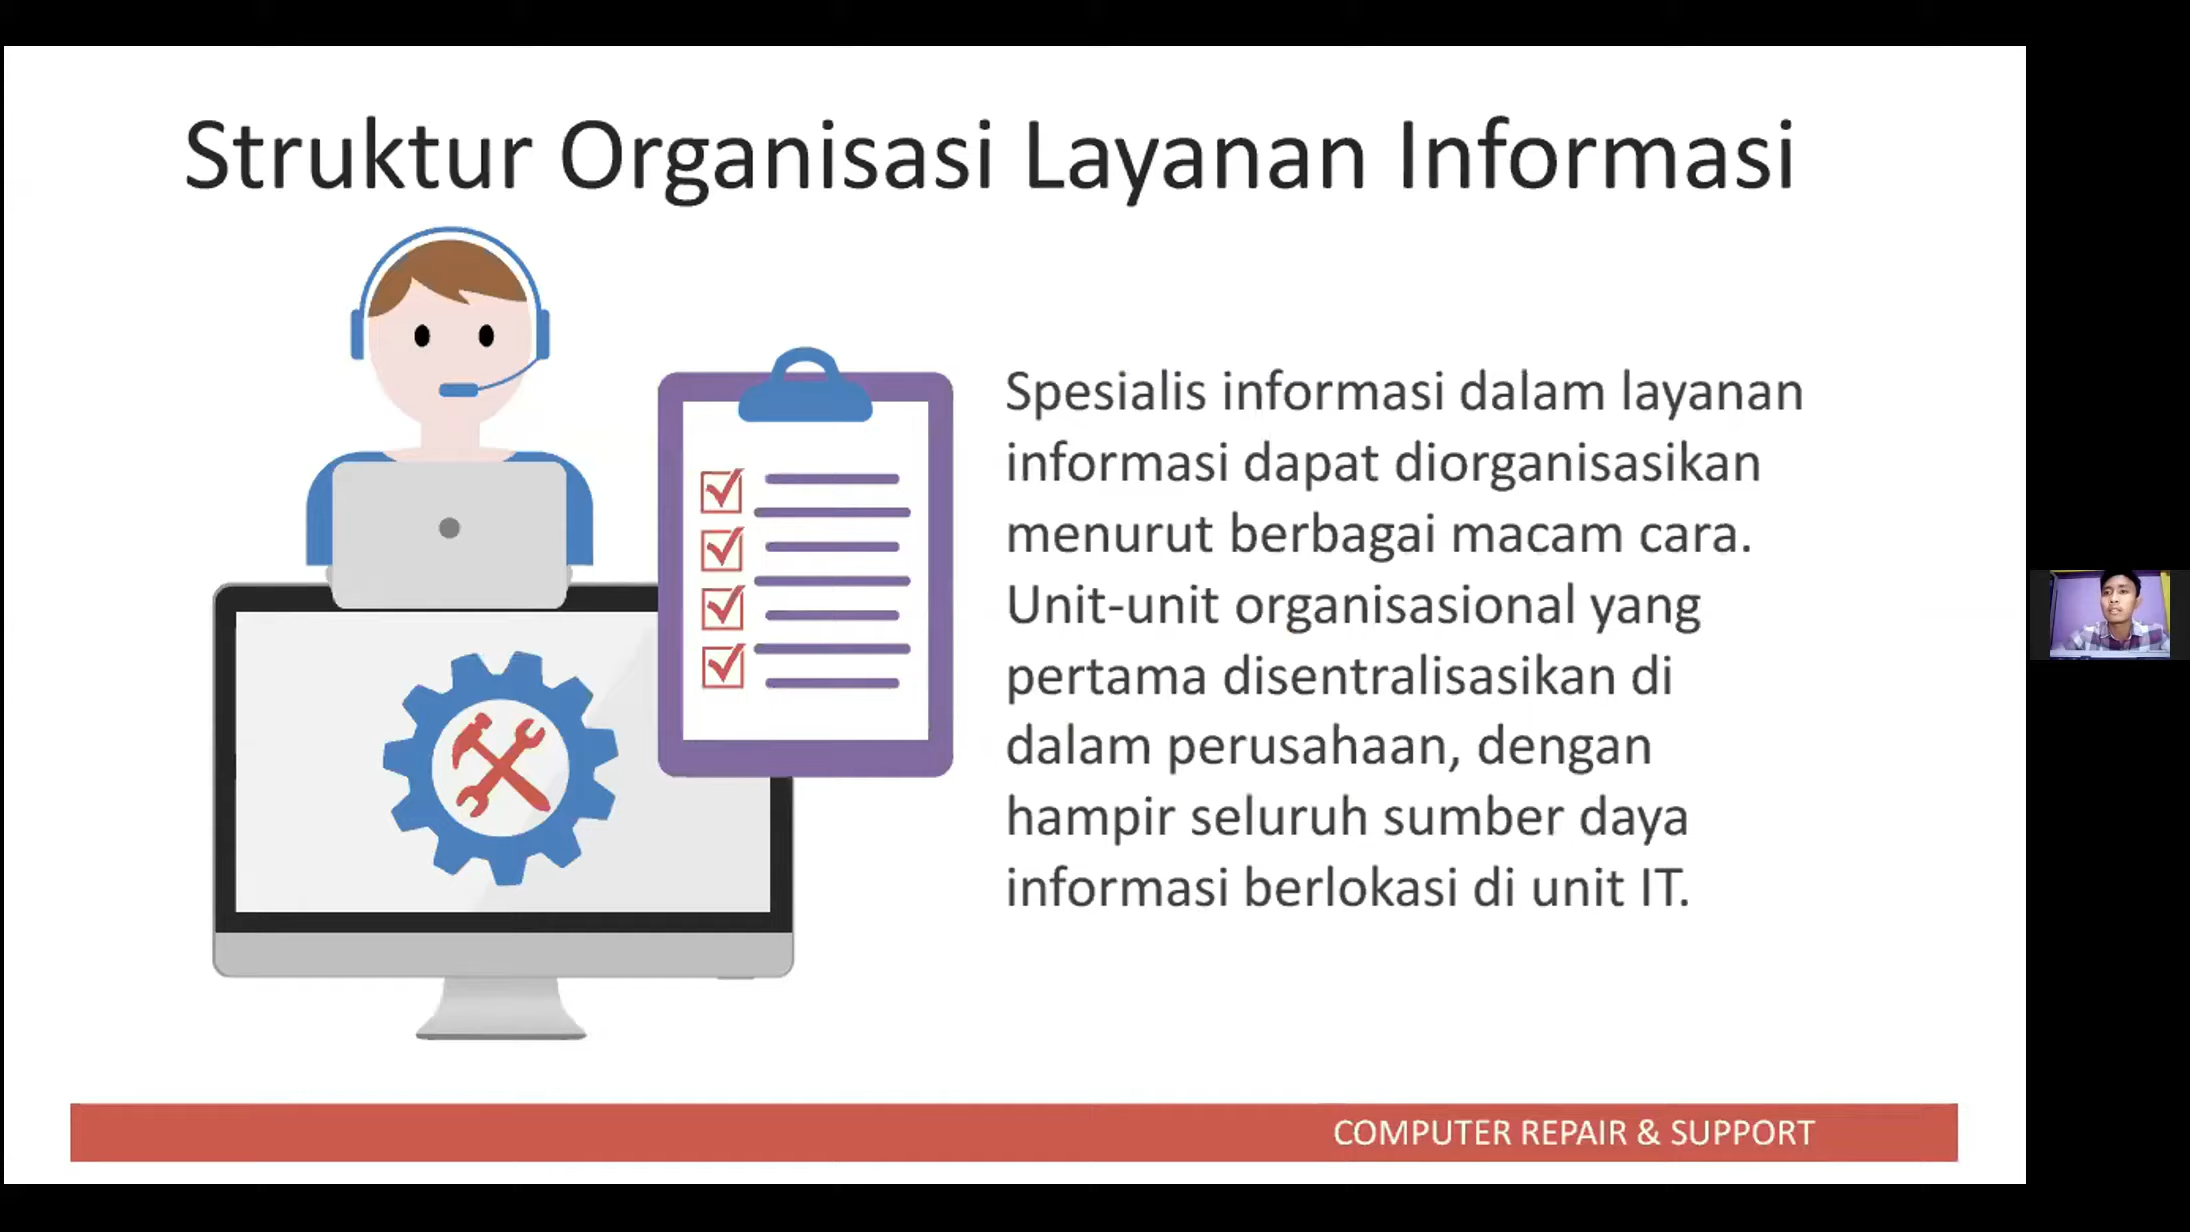 Struktur Organisasi Layanan Informasi
Spesialis informasi dalam layanan
informasi dapat diorganisasikan
menurut berbagai macam cara.
Unit-unit organisasional yang
pertama disentralisasikan di
dalam perusahaan, dengan
hampir seluruh sumber daya
informasi berlokasi di unit IT.
COMPUTER REPAIR & SUPPORT